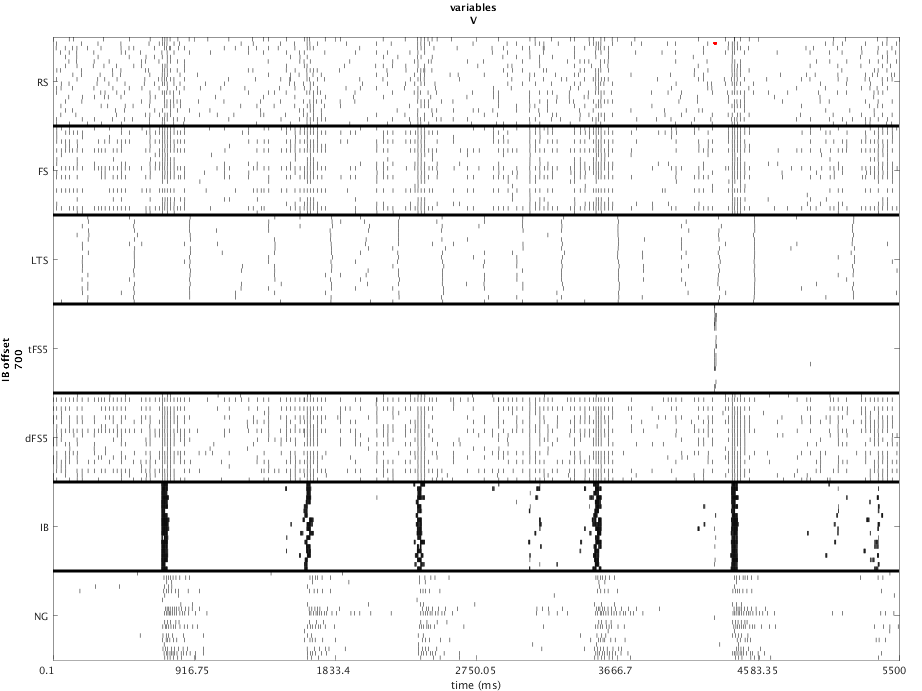 variables
V
RS
FS
LTS
tFS5
dFS5
IB
NG
IB offset
700
0.1
916.75
1833.4
2750.05
3666.7
4583.35
5500
time (ms)